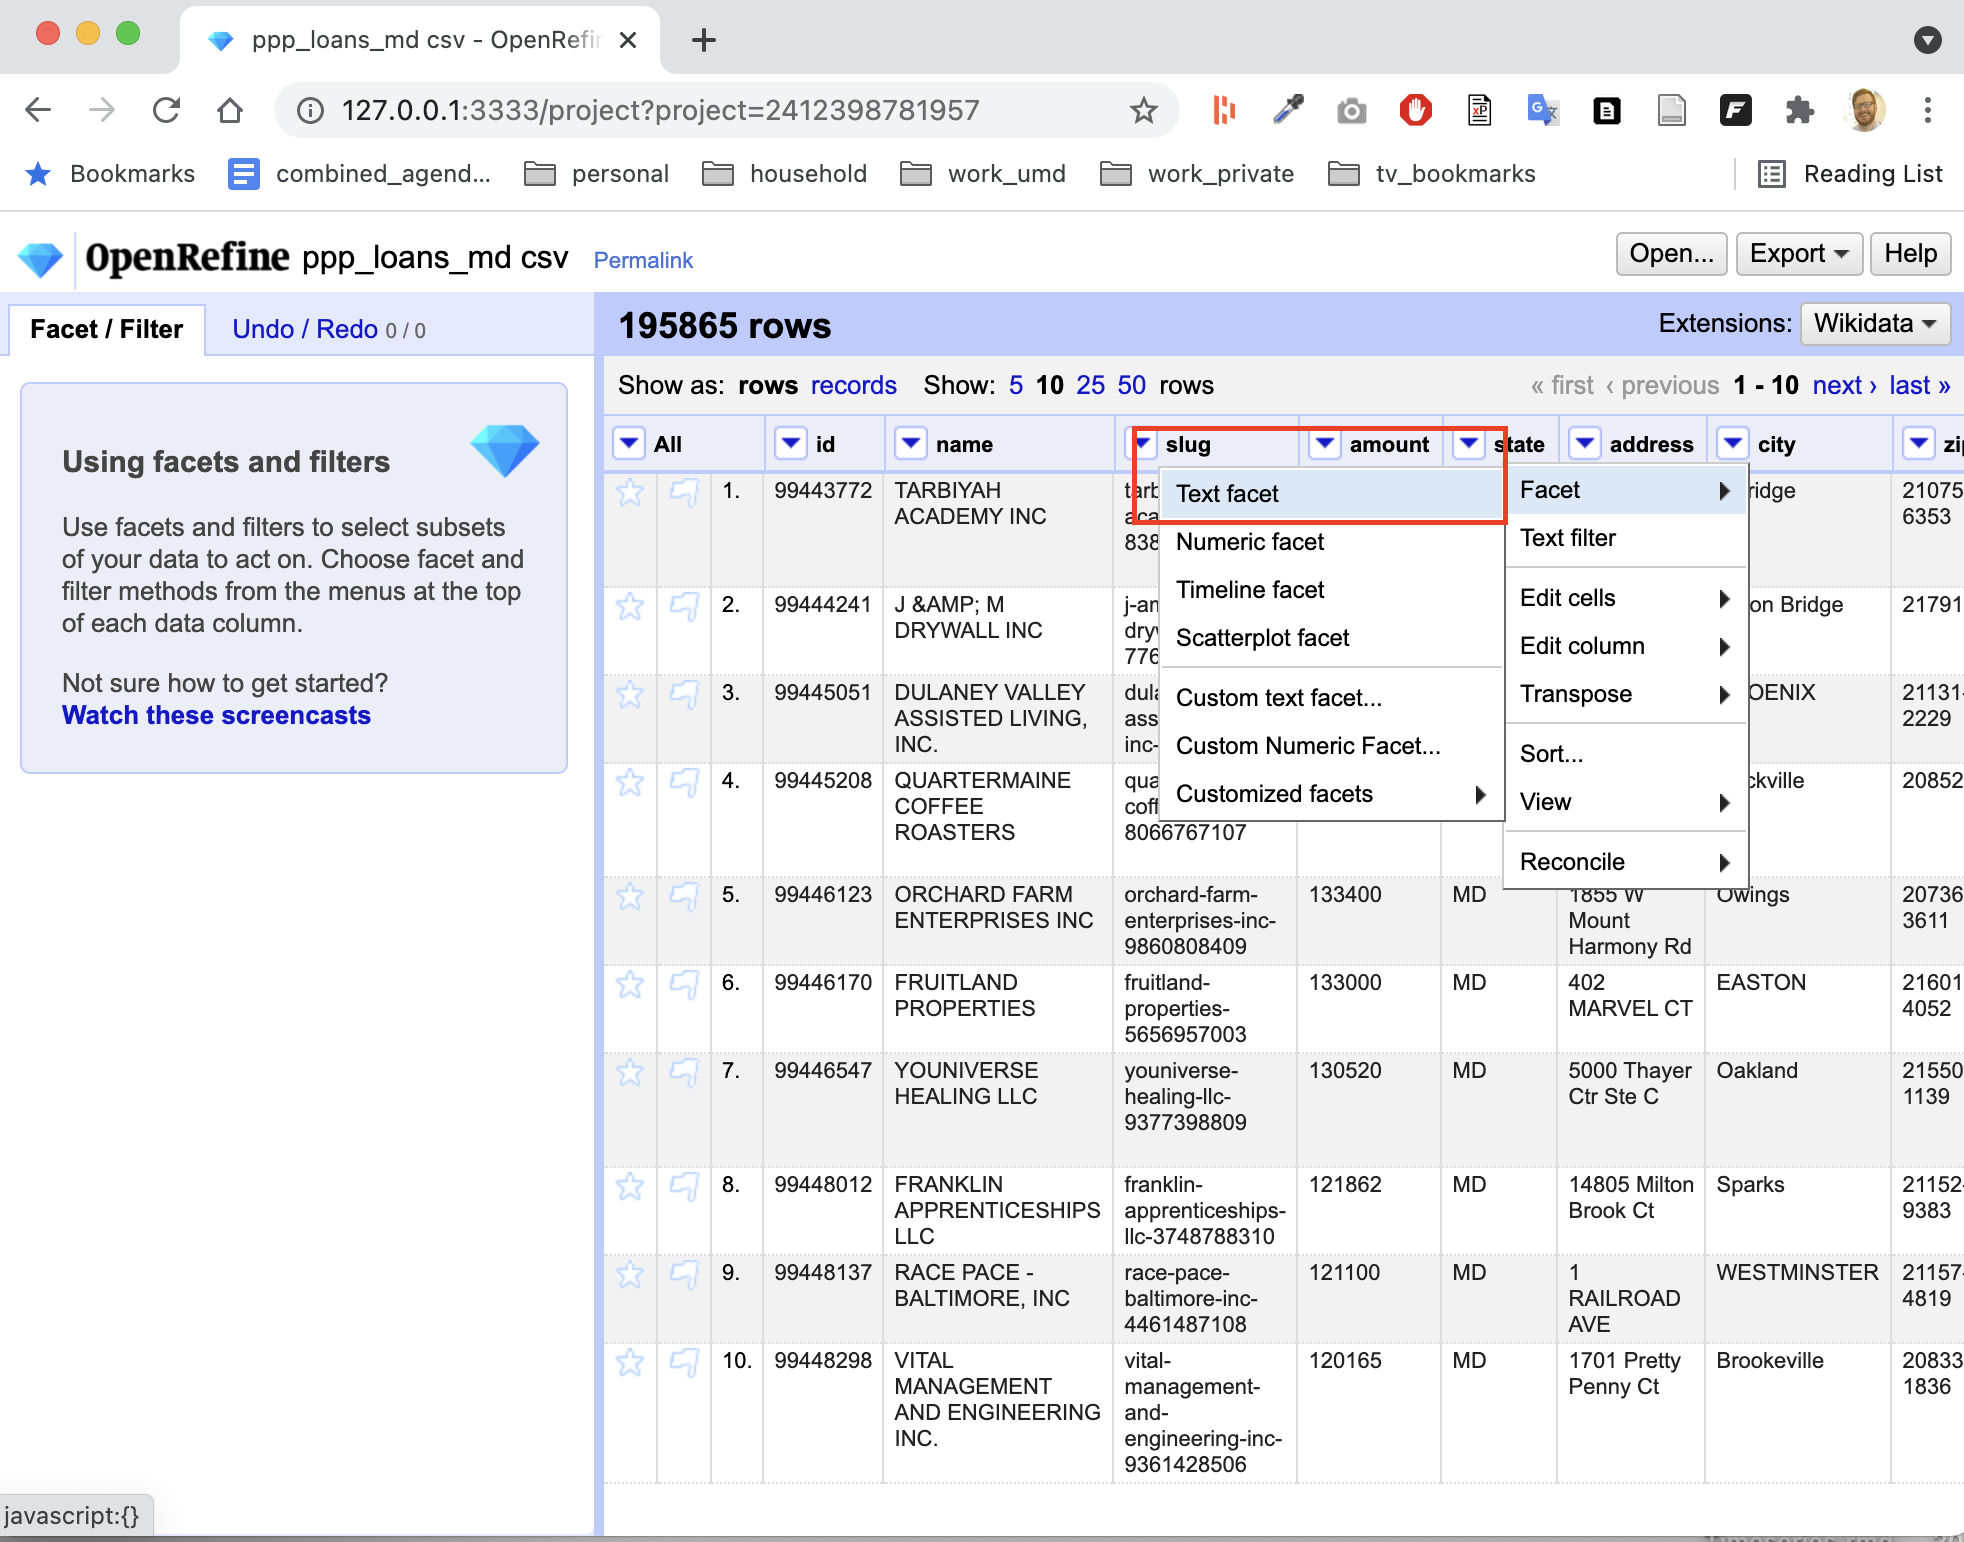 ppp_loans_md csv - OpenRefin
127.0.0.1:3333/project?project=2412398781957
Bookmarks combined_agend... personal household work_umd work_private tv_bookmarks Reading List
OpenRefine ppp_loans_md csv Permalink Open... Export Help
Facet / Filter Undo / Redo 0 / 0
195865 rows Extensions: Wikidata
Show as: rows records Show: 5 10 25 50 rows « first ‹ previous 1 - 10 next › last »
Using facets and filters
Use facets and filters to select subsets
of your data to act on. Choose facet and
filter methods from the menus at the top
of each data column.
Not sure how to get started?
Watch these screencasts
All id name slug amount state address city zip
1. 99443772 TARBIYAH tarb ridge 21075
ACADEMY INC aca 6353
838
2. 99444241 J &AMP; M j-an on Bridge 21791
DRYWALL INC dryw
776
3. 99445051 DULANEY VALLEY dula OENIX 21131-
ASSISTED LIVING, ass 2229
INC. inc-
4. 99445208 QUARTERMAINE qua ckville 20852
COFFEE coff
ROASTERS 8066767107
Text facet
Numeric facet
Timeline facet
Scatterplot facet
Custom text facet...
Custom Numeric Facet...
Customized facets
Facet
Text filter
Edit cells
Edit column
Transpose
Sort...
View
Reconcile
5. 99446123 ORCHARD FARM orchard-farm- 133400 MD 1855 W Owings 20736
ENTERPRISES INC enterprises-inc- Mount 3611
9860808409 Harmony Rd
6. 99446170 FRUITLAND fruitland- 133000 MD 402 EASTON 21601
PROPERTIES properties- MARVEL CT 4052
5656957003
7. 99446547 YOUNIVERSE youniverse- 130520 MD 5000 Thayer Oakland 21550
HEALING LLC healing-llc- Ctr Ste C 1139
9377398809
8. 99448012 FRANKLIN franklin- 121862 MD 14805 Milton Sparks 21152-
APPRENTICESHIPS apprenticeships- Brook Ct 9383
LLC llc-3748788310
9. 99448137 RACE PACE - race-pace- 121100 MD 1 WESTMINSTER 21157-
BALTIMORE, INC baltimore-inc- RAILROAD 4819
4461487108 AVE
10. 99448298 VITAL vital- 120165 MD 1701 Pretty Brookeville 20833
MANAGEMENT management- Penny Ct 1836
AND ENGINEERING and-
INC. engineering-inc-
9361428506
javascript:{}